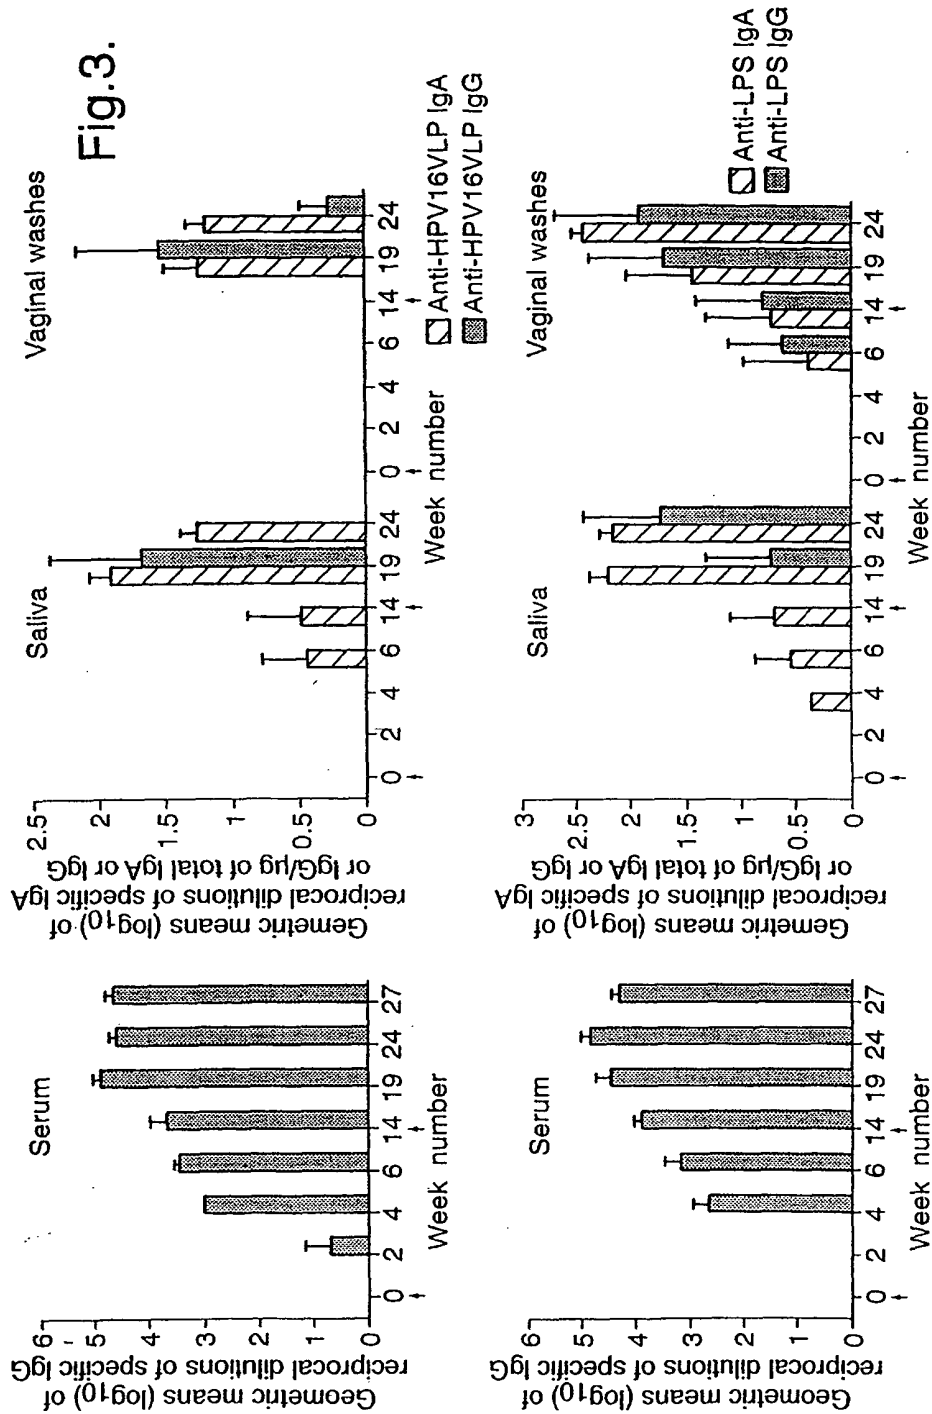 Fig.3.
Geometric means (log10) of
reciprocal dilutions of specific IgG
6
5
4
3
2
1
0
Serum
0 2 4 6 14 19 24 27
Week number
Gemetric means (log10) of
reciprocal dilutions of specific IgA
or IgG/µg of total IgA or IgG
2.5
2
1.5
1
0.5
0
Saliva
Vaginal washes
0 2 4 6 14 19 24 0 2 4 6 14 19 24
Week number
Anti-HPV16VLP IgA
Anti-HPV16VLP IgG
Geometric means (log10) of
reciprocal dilutions of specific IgG
6
5
4
3
2
1
0
Serum
0 2 4 6 14 19 24 27
Week number
Gemetric means (log10) of
reciprocal dilutions of specific IgA
or IgG/µg of total IgA or IgG
3
2.5
2
1.5
1
0.5
0
Saliva
Vaginal washes
0 2 4 6 14 19 24 0 2 4 6 14 19 24
Week number
Anti-LPS IgA
Anti-LPS IgG